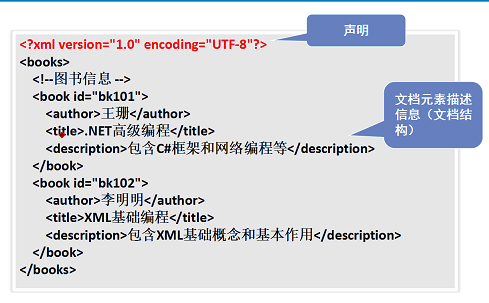 <?xml version="1.0" encoding="UTF-8"?>
声明
<books>
<!--图书信息 -->
<book id="bk101">
<author>王珊</author>
<title>.NET高级编程</title>
<description>包含C#框架和网络编程等</description>
</book>
文档元素描述
信息（文档结
构）
<book id="bk102">
<author>李明明</author>
<title>XML基础编程</title>
<description>包含XML基础概念和基本作用</description>
</book>
</books>